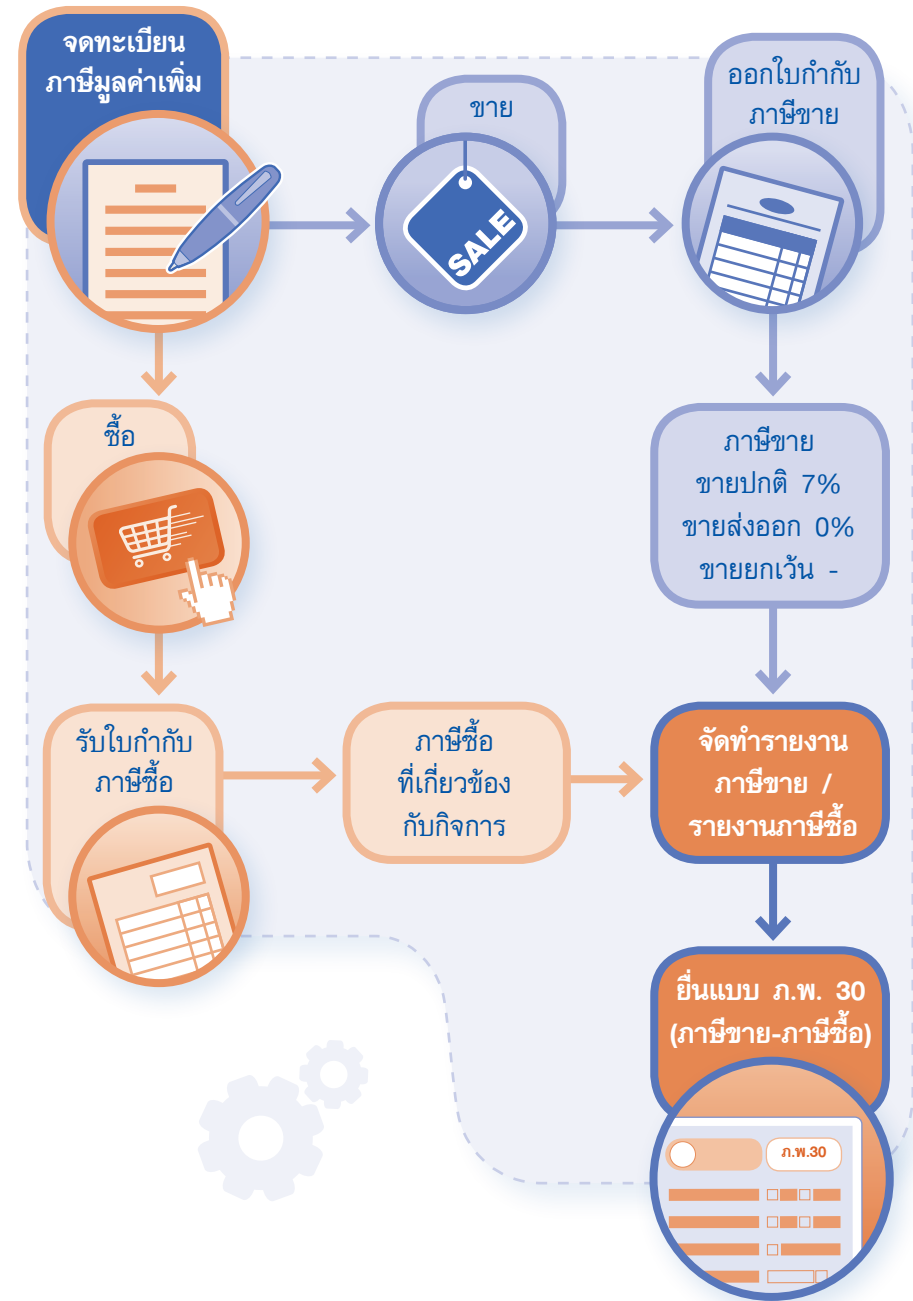 จดทะเบียน
ภาษีมูลค่าเพิ่ม
ขาย
SALE
ออกใบกำกับ
ภาษีขาย
ซื้อ
ภาษีขาย
ขายปกติ 7%
ขายส่งออก 0%
ขายยกเว้น -
รับใบกำกับ
ภาษีซื้อ
ภาษีซื้อ
ที่เกี่ยวข้อง
กับกิจการ
จัดทำรายงาน
ภาษีขาย /
รายงานภาษีซื้อ
ยื่นแบบ ภ.พ. 30
(ภาษีขาย-ภาษีซื้อ)
ภ.พ.30